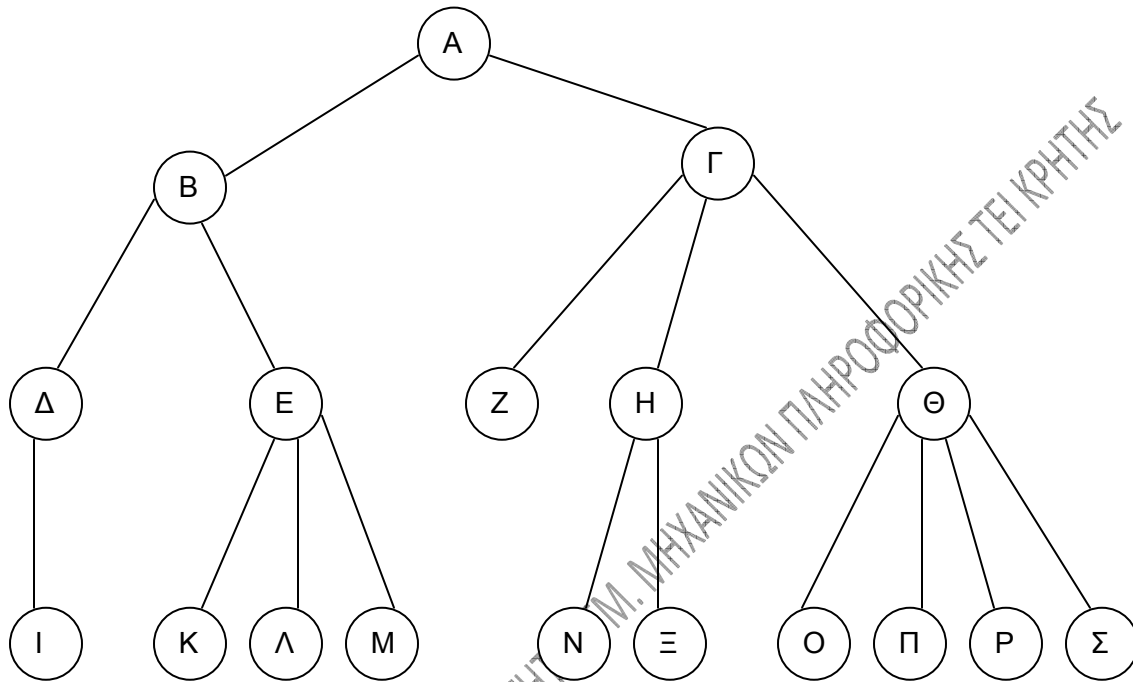 Α
Β
Γ
Δ
Ε
Ζ
Η
Θ
Ι
Κ
Λ
Μ
Ν
Ξ
Ο
Π
Ρ
Σ
ΤΜ. ΜΗΧΑΝΙΚΩΝ ΠΛΗΡΟΦΟΡΙΚΗΣ ΤΕΙ ΚΡΗΤΗΣ